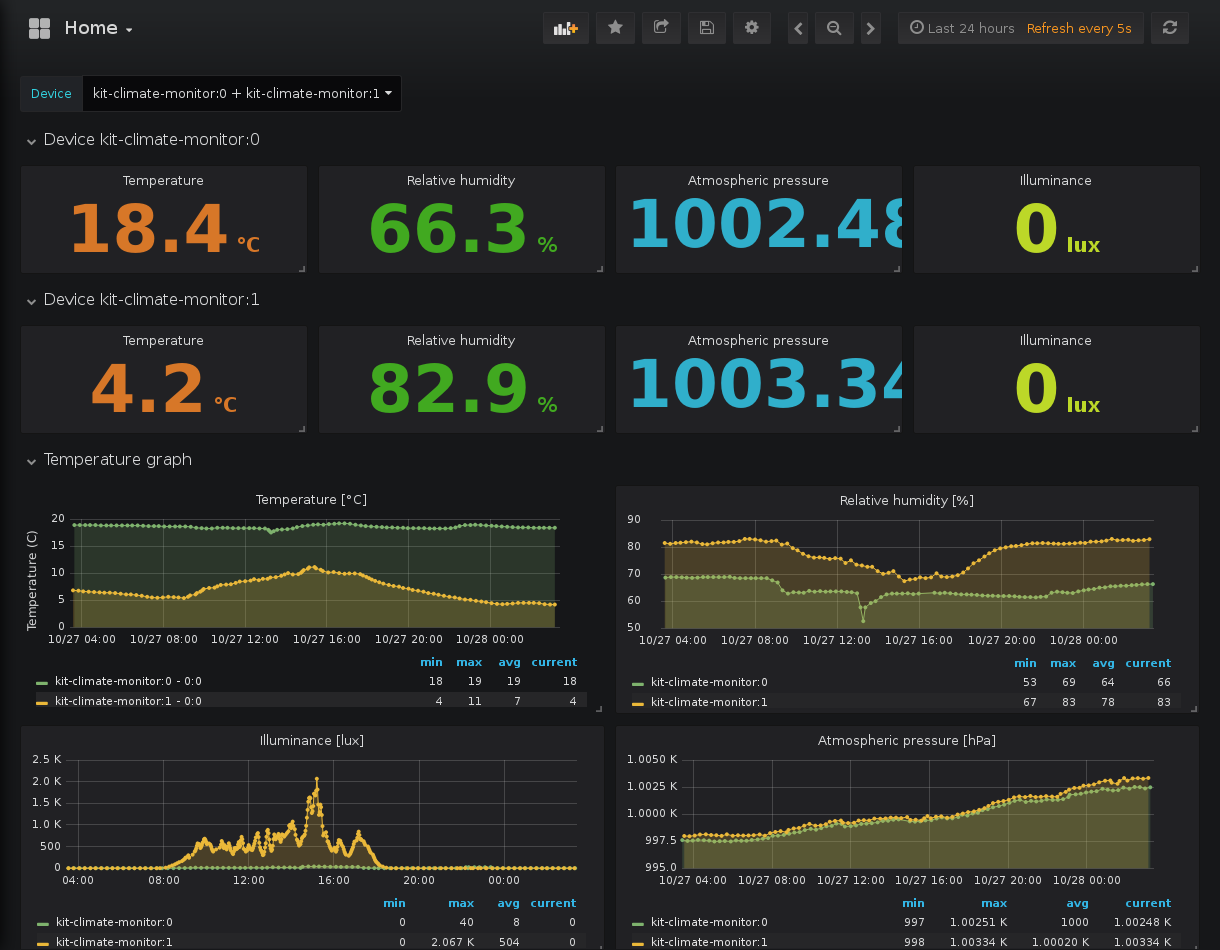 Home
Last 24 hours Refresh every 5s
Device kit-climate-monitor:0 + kit-climate-monitor:1
Device kit-climate-monitor:0
Temperature Relative humidity Atmospheric pressure Illuminance
18.4 °C 66.3 % 1002.48 0 lux
Device kit-climate-monitor:1
Temperature Relative humidity Atmospheric pressure Illuminance
4.2 °C 82.9 % 1003.34 0 lux
Temperature graph
Temperature [°C]
Temperature (C)
20
15
10
5
0
10/27 04:00 10/27 08:00 10/27 12:00 10/27 16:00 10/27 20:00 10/28 00:00
min max avg current
kit-climate-monitor:0 - 0:0 18 19 19 18
kit-climate-monitor:1 - 0:0 4 11 7 4
Relative humidity [%]
90
80
70
60
50
10/27 04:00 10/27 08:00 10/27 12:00 10/27 16:00 10/27 20:00 10/28 00:00
min max avg current
kit-climate-monitor:0 53 69 64 66
kit-climate-monitor:1 67 83 78 83
Illuminance [lux]
2.5 K
2.0 K
1.5 K
1.0 K
500
0
04:00 08:00 12:00 16:00 20:00 00:00
min max avg current
kit-climate-monitor:0 0 40 8 0
kit-climate-monitor:1 0 2.067 K 504 0
Atmospheric pressure [hPa]
1.0050 K
1.0025 K
1.0000 K
997.5
995.0
10/27 04:00 10/27 08:00 10/27 12:00 10/27 16:00 10/27 20:00 10/28 00:00
min max avg current
kit-climate-monitor:0 997 1.00251 K 1000 1.00248 K
kit-climate-monitor:1 998 1.00334 K 1.00020 K 1.00334 K